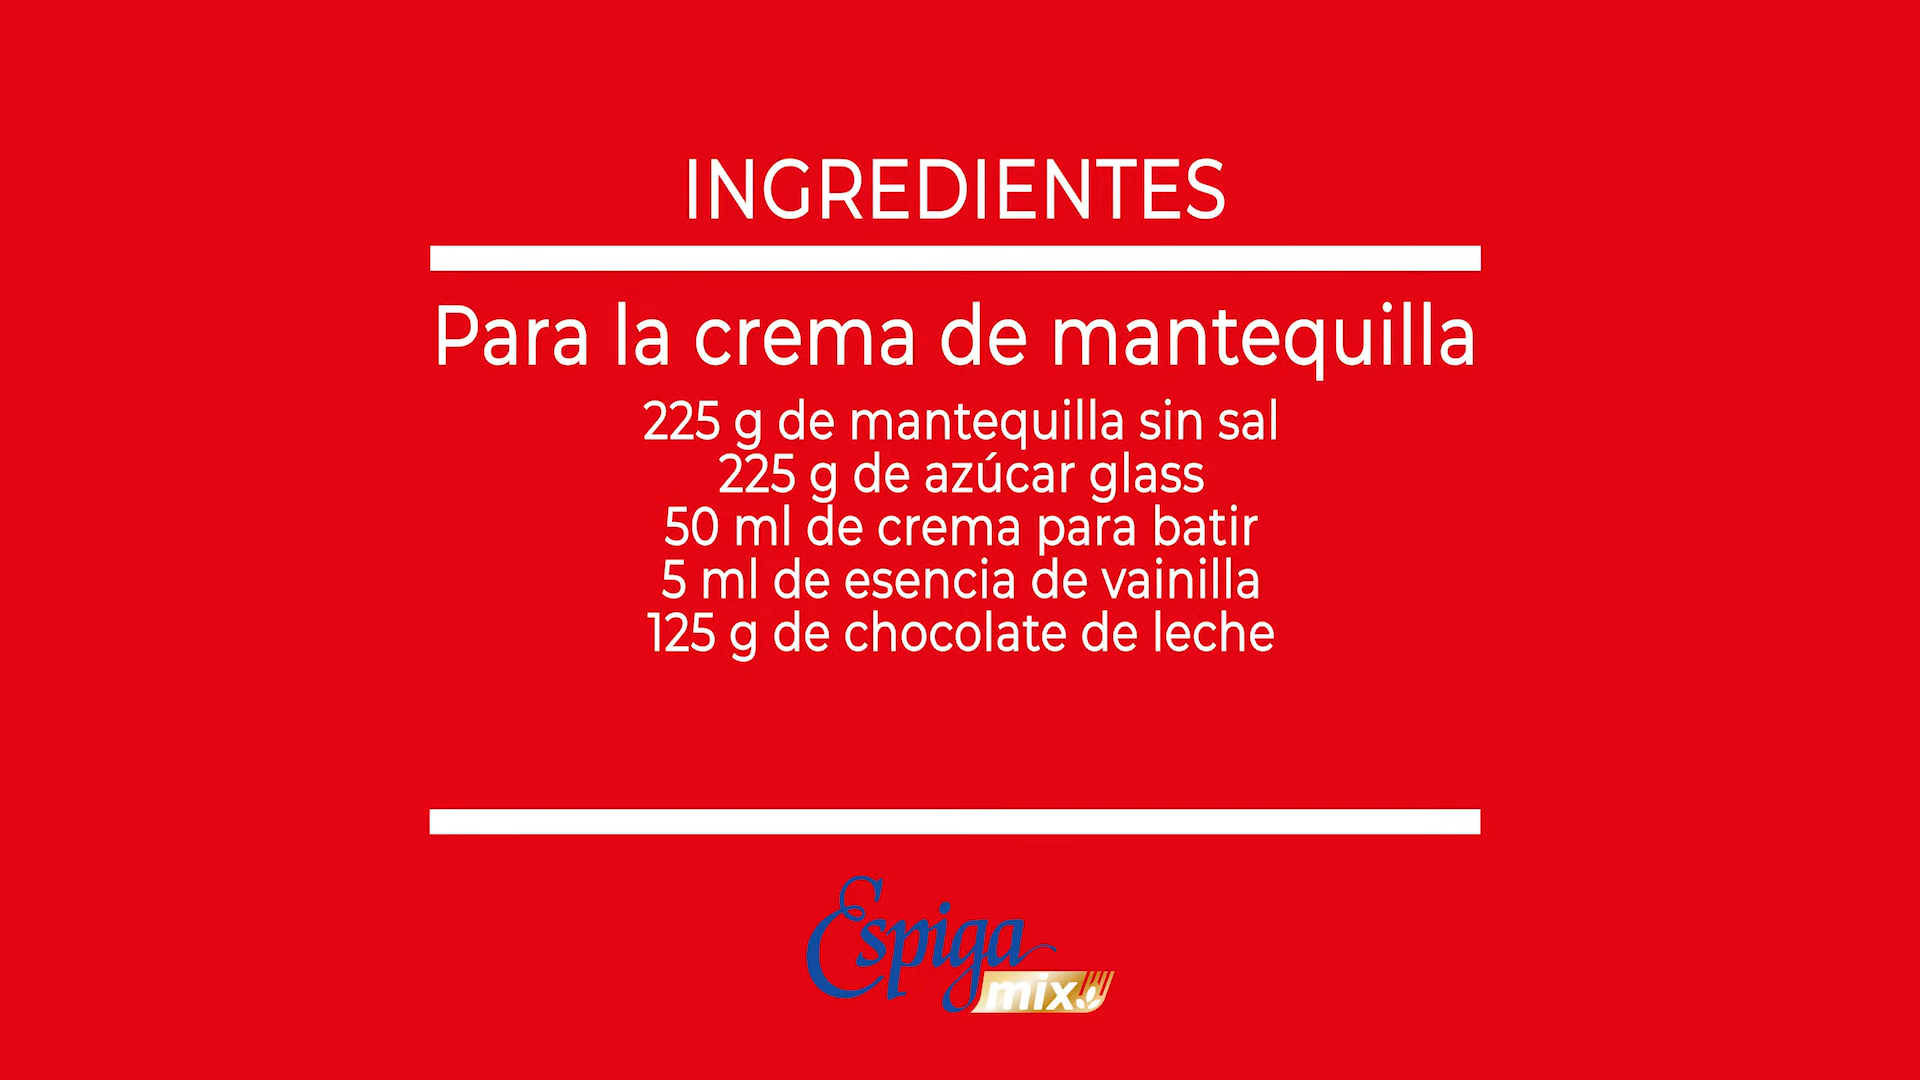 INGREDIENTES
Para la crema de mantequilla
225 g de mantequilla sin sal
225 g de azúcar glass
50 ml de crema para batir
5 ml de esencia de vainilla
125 g de chocolate de leche
Espiga
mix